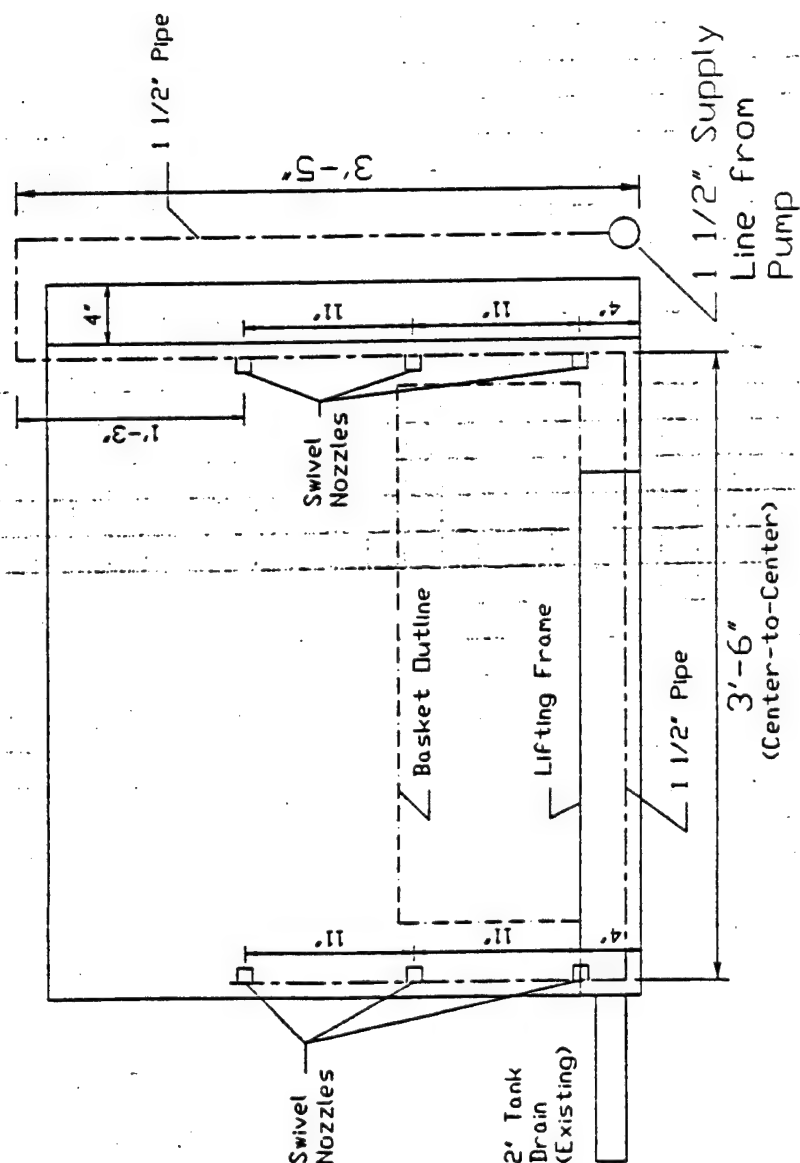 1 1/2" Pipe
3'-5"
4"
11"
11"
4"
1'-3"
Swivel
Nozzles
1 1/2" Supply
Line from
Pump
Basket Outline
Lifting Frame
1 1/2" Pipe
3'-6"
(Center-to-Center)
11"
11"
4"
Swivel
Nozzles
2" Tank
Drain
(Existing)